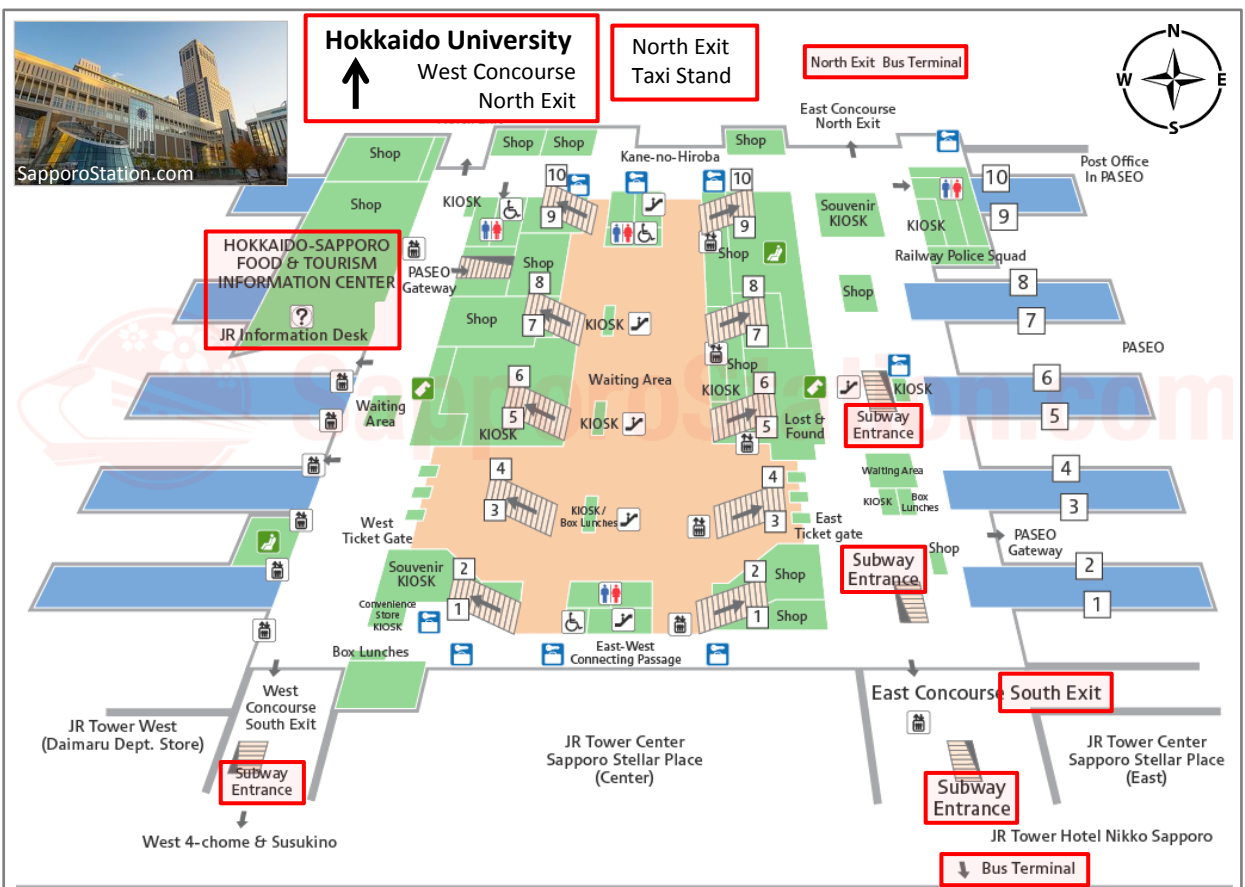 Hokkaido University
West Concourse
North Exit
North Exit
Taxi Stand
North Exit Bus Terminal
N
W
E
S
SapporoStation.com
East Concourse
North Exit
Shop
Shop
Shop
Shop
Kane-no-Hiroba
Post Office
In PASEO
10
10
10
KIOSK
9
9
9
Shop
Souvenir
KIOSK
KIOSK
HOKKAIDO-SAPPORO
FOOD & TOURISM
INFORMATION CENTER
PASEO
Gateway
Shop
Shop
Railway Police Squad
8
8
8
Shop
?
JR Information Desk
Shop
7
KIOSK
7
7
PASEO
SapporoStation.com
Waiting Area
Shop
6
6
6
KIOSK
KIOSK
Waiting
Area
5
KIOSK
KIOSK
5
5
Lost &
Found
Subway
Entrance
4
4
4
Waiting Area
3
KIOSK /
Box Lunches
3
3
KIOSK
Box
Lunches
West
Ticket Gate
East
Ticket gate
PASEO
Gateway
Shop
Subway
Entrance
Souvenir
KIOSK
2
2
2
Shop
Convenience
Store
KIOSK
1
1
1
Shop
East-West
Connecting Passage
Box Lunches
West
Concourse
South Exit
East Concourse South Exit
JR Tower West
(Daimaru Dept. Store)
JR Tower Center
Sapporo Stellar Place
(Center)
JR Tower Center
Sapporo Stellar Place
(East)
Subway
Entrance
Subway
Entrance
West 4-chome & Susukino
JR Tower Hotel Nikko Sapporo
Bus Terminal